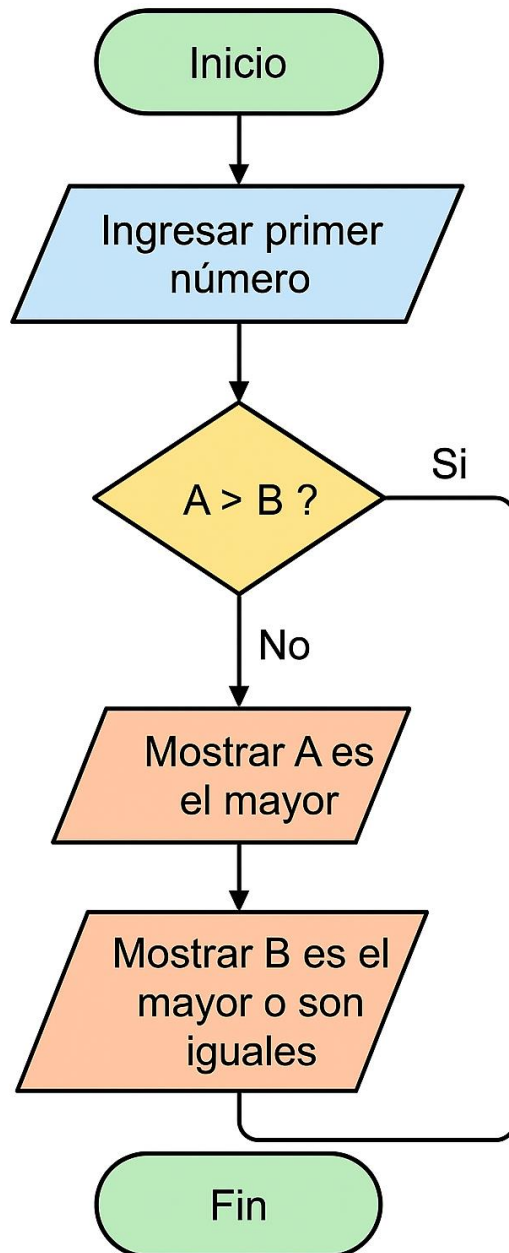 Inicio
Ingresar primer
número
A > B ?
Si
No
Mostrar A es
el mayor
Mostrar B es el
mayor o son
iguales
Fin